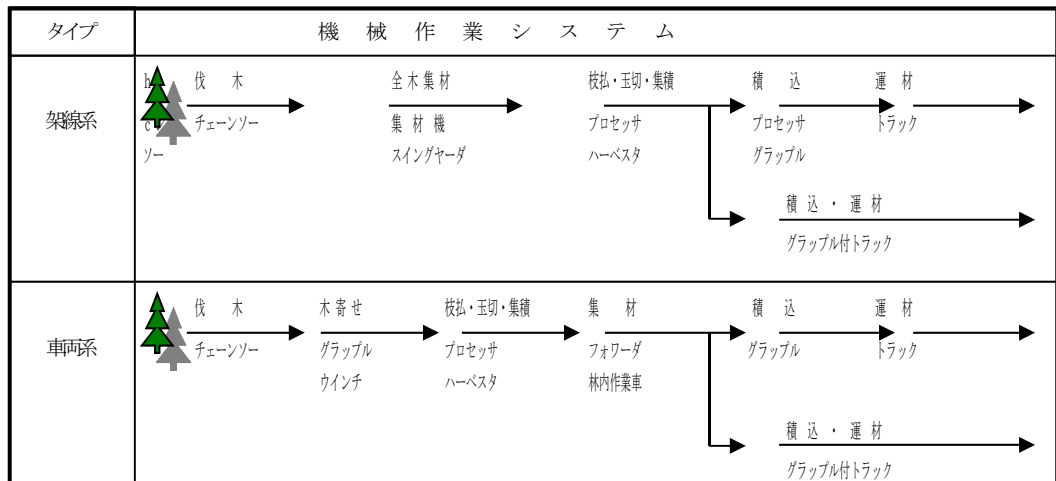 タイプ
機 械 作 業 シ ス テ ム
架線系
h
c
ソー
伐 木
チェーンソー
全木集材
集 材 機
スイングヤーダ
枝払・玉切・集積
プロセッサ
ハーベスタ
積 込
プロセッサ
グラップル
運 材
トラック
積 込 ・ 運 材
グラップル付トラック
車両系
伐 木
チェーンソー
木寄せ
グラップル
ウインチ
枝払・玉切・集積
プロセッサ
ハーベスタ
集 材
フォワーダ
林内作業車
積 込
グラップル
運 材
トラック
積 込 ・ 運 材
グラップル付トラック